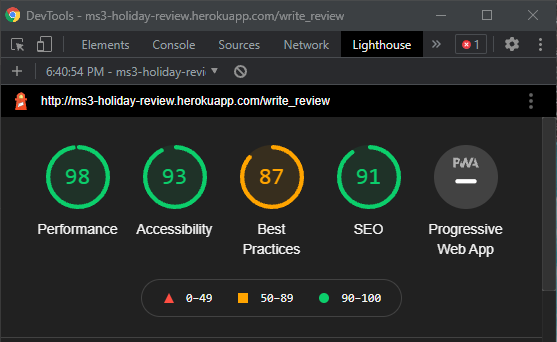 DevTools - ms3-holiday-review.herokuapp.com/write_review
Elements Console Sources Network Lighthouse » 1
6:40:54 PM - ms3-holiday-revi
http://ms3-holiday-review.herokuapp.com/write_review
98 93 87 91 PWA
Performance Accessibility Best Practices SEO Progressive Web App
0–49 50–89 90–100